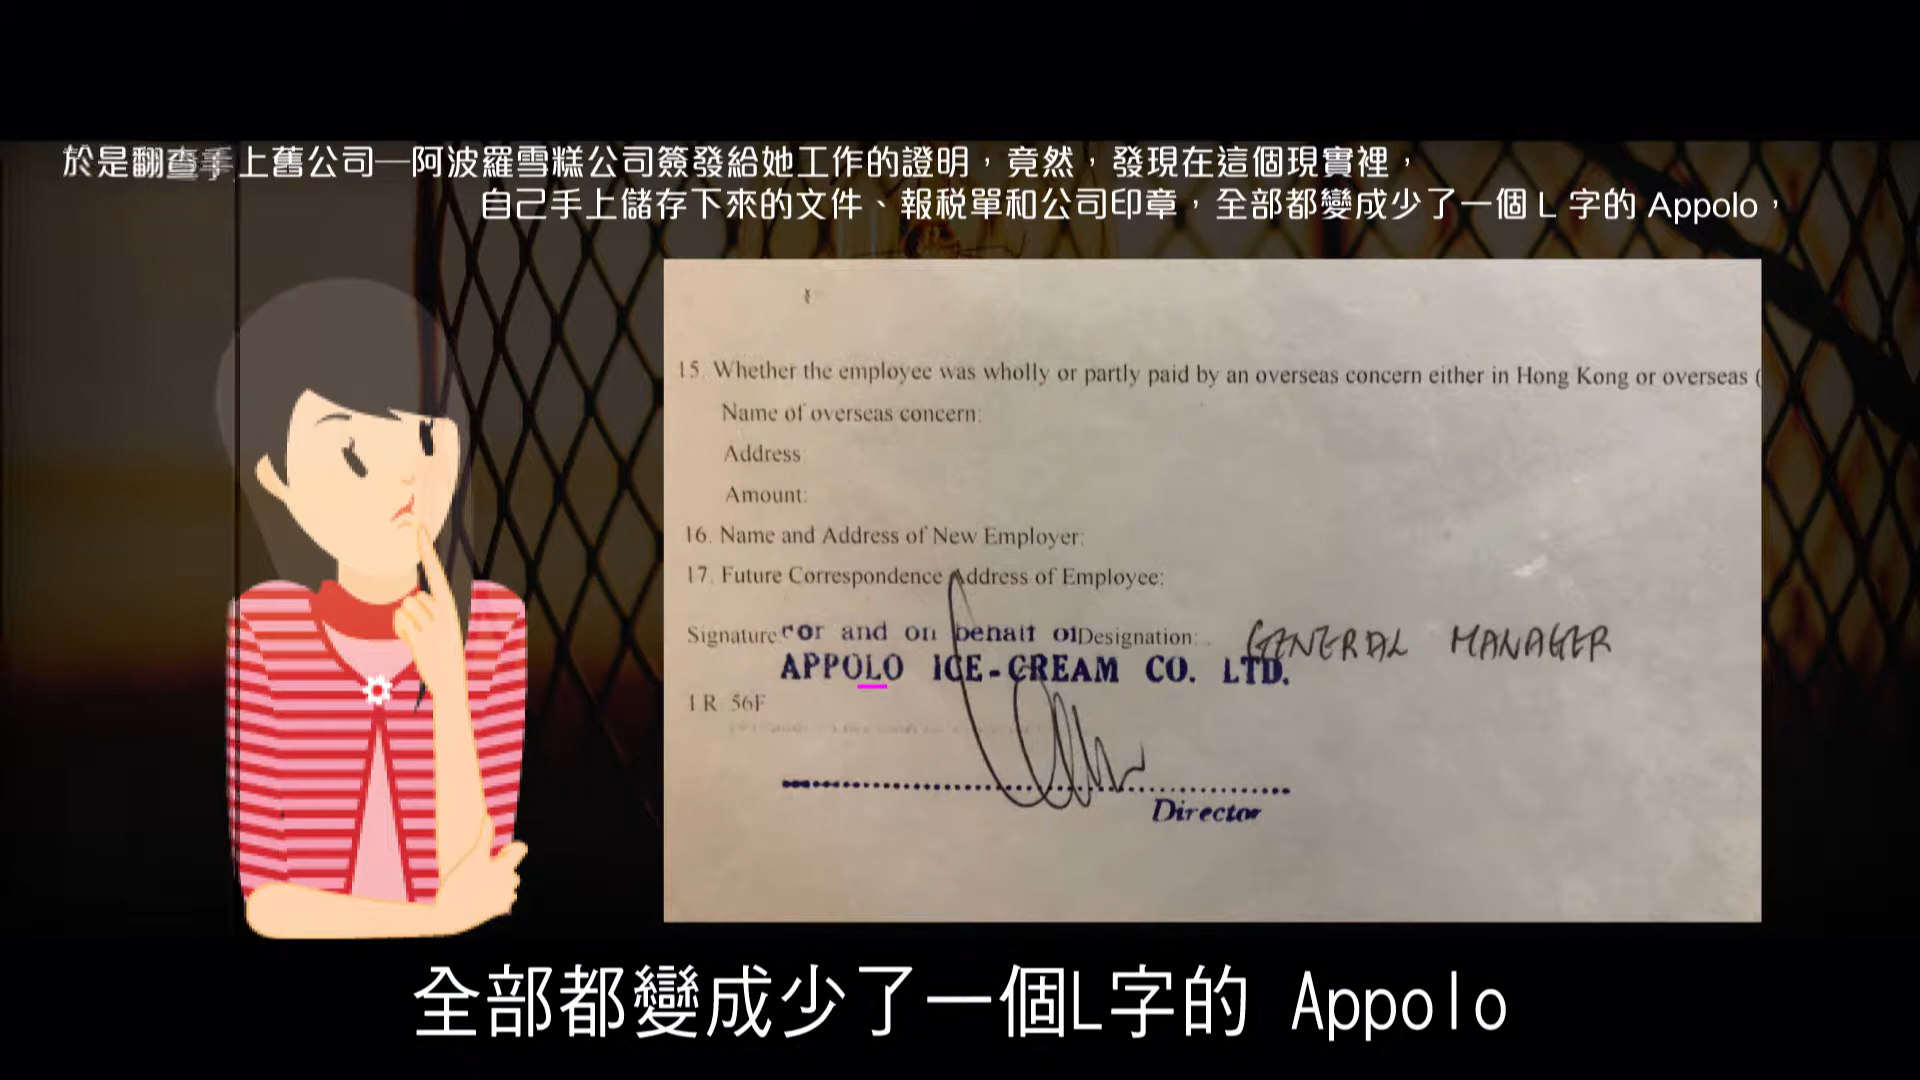 於是翻查手上舊公司─阿波羅雪糕公司簽發給她工作的證明，竟然，發現在這個現實裡，
自己手上儲存下來的文件、報税單和公司印章，全部都變成少了一個 L 字的 Appolo，
15. Whether the employee was wholly or partly paid by an overseas concern either in Hong Kong or overseas (
Name of overseas concern:
Address
Amount:
16. Name and Address of New Employer:
17. Future Correspondence Address of Employee:
Signature: For and on behalf of Designation: GENERAL MANAGER
APPOLO ICE-CREAM CO. LTD.
I R 56F
Director
全部都變成少了一個L字的 Appolo